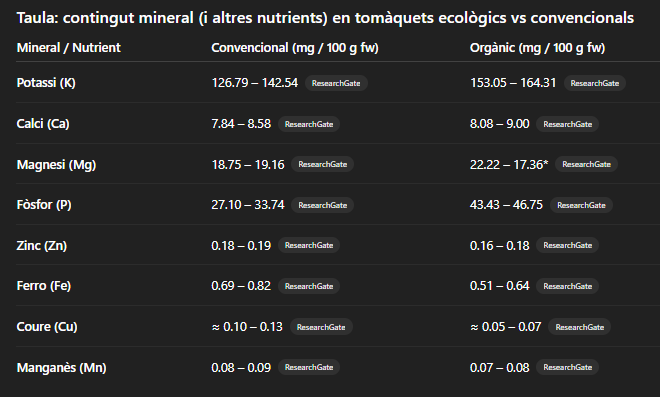 Taula: contingut mineral (i altres nutrients) en tomàquets ecològics vs convencionals
Mineral / Nutrient Convencional (mg / 100 g fw) Orgànic (mg / 100 g fw)
Potassi (K) 126.79 – 142.54 ResearchGate 153.05 – 164.31 ResearchGate
Calci (Ca) 7.84 – 8.58 ResearchGate 8.08 – 9.00 ResearchGate
Magnesi (Mg) 18.75 – 19.16 ResearchGate 22.22 – 17.36* ResearchGate
Fòsfor (P) 27.10 – 33.74 ResearchGate 43.43 – 46.75 ResearchGate
Zinc (Zn) 0.18 – 0.19 ResearchGate 0.16 – 0.18 ResearchGate
Ferro (Fe) 0.69 – 0.82 ResearchGate 0.51 – 0.64 ResearchGate
Coure (Cu) ≈ 0.10 – 0.13 ResearchGate ≈ 0.05 – 0.07 ResearchGate
Manganès (Mn) 0.08 – 0.09 ResearchGate 0.07 – 0.08 ResearchGate